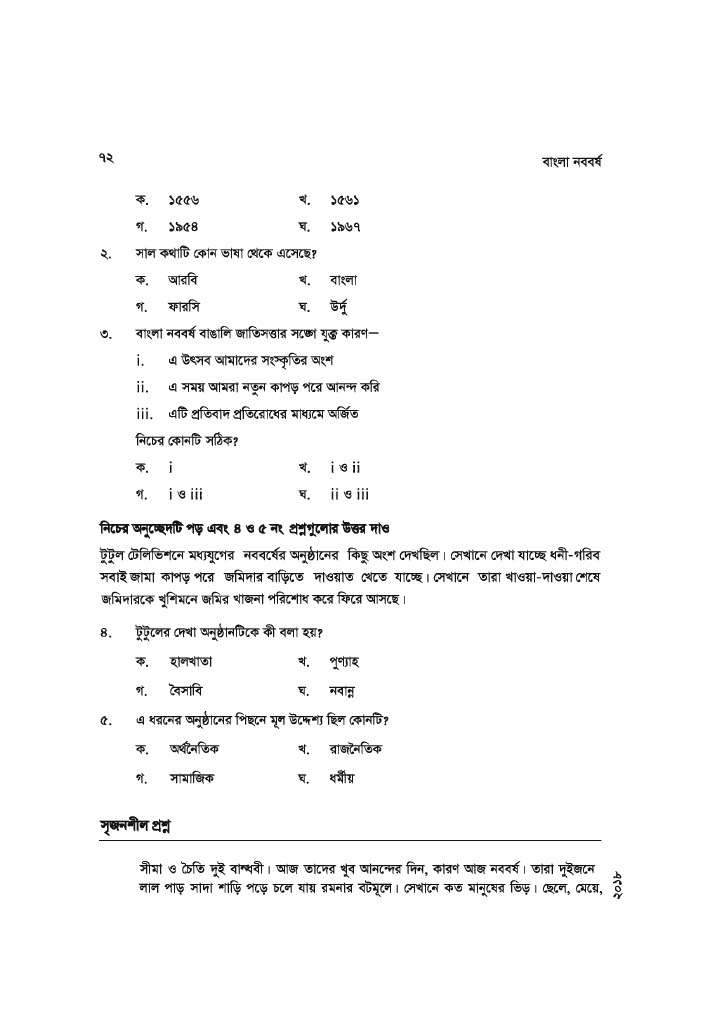 ৭২ বাংলা নববর্ষ
ক. ১৫৫৬ খ. ১৫৬১
গ. ১৯৫৪ ঘ. ১৯৬৭
২. সাল কথাটি কোন ভাষা থেকে এসেছে?
ক. আরবি খ. বাংলা
গ. ফারসি ঘ. উর্দু
৩. বাংলা নববর্ষ বাঙালি জাতিসত্তার সঙ্গে যুক্ত কারণ—
i. এ উৎসব আমাদের সংস্কৃতির অংশ
ii. এ সময় আমরা নতুন কাপড় পরে আনন্দ করি
iii. এটি প্রতিবাদ প্রতিরোধের মাধ্যমে অর্জিত
নিচের কোনটি সঠিক?
ক. i খ. i ও ii
গ. i ও iii ঘ. ii ও iii
নিচের অনুচ্ছেদটি পড় এবং ৪ ও ৫ নং প্রশ্নগুলোর উত্তর দাও
টুটুল টেলিভিশনে মধ্যযুগের নববর্ষের অনুষ্ঠানের কিছু অংশ দেখছিল। সেখানে দেখা যাচ্ছে ধনী-গরিব
সবাই জামা কাপড় পরে জমিদার বাড়িতে দাওয়াত খেতে যাচ্ছে। সেখানে তারা খাওয়া-দাওয়া শেষে
জমিদারকে খুশিমনে জমির খাজনা পরিশোধ করে ফিরে আসছে।
৪. টুটুলের দেখা অনুষ্ঠানটিকে কী বলা হয়?
ক. হালখাতা খ. পুণ্যাহ
গ. বৈসাবি ঘ. নবান্ন
৫. এ ধরনের অনুষ্ঠানের পিছনে মূল উদ্দেশ্য ছিল কোনটি?
ক. অর্থনৈতিক খ. রাজনৈতিক
গ. সামাজিক ঘ. ধর্মীয়
সৃজনশীল প্রশ্ন
সীমা ও চৈতি দুই বান্ধবী। আজ তাদের খুব আনন্দের দিন, কারণ আজ নববর্ষ। তারা দুইজনে
লাল পাড় সাদা শাড়ি পড়ে চলে যায় রমনার বটমূলে। সেখানে কত মানুষের ভিড়। ছেলে, মেয়ে,
২০১৮